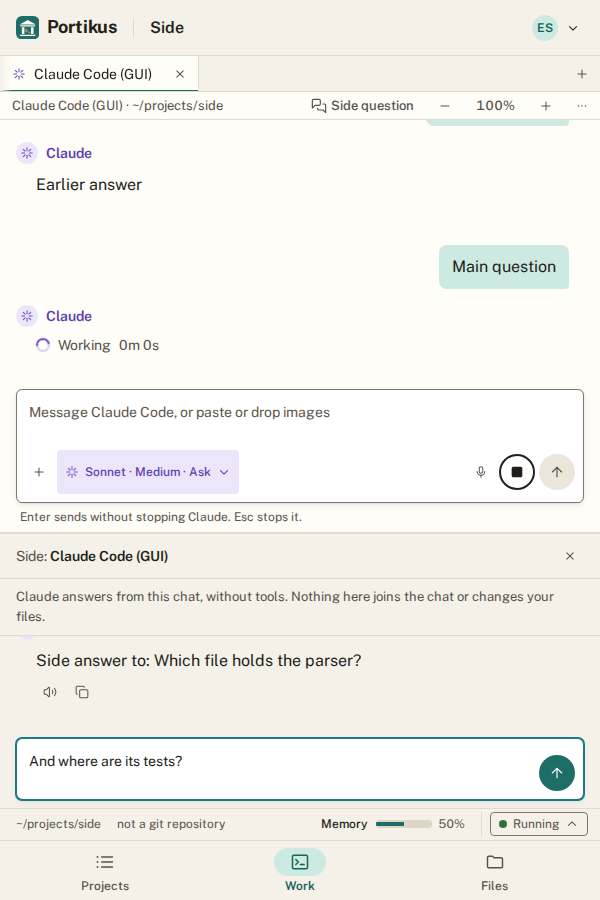 Portikus Side ES
Claude Code (GUI)
Claude Code (GUI) · ~/projects/side Side question 100%
Claude
Earlier answer
Main question
Claude
Working 0m 0s
Message Claude Code, or paste or drop images
Sonnet · Medium · Ask
Enter sends without stopping Claude. Esc stops it.
Side: Claude Code (GUI)
Claude answers from this chat, without tools. Nothing here joins the chat or changes your
files.
Side answer to: Which file holds the parser?
And where are its tests?
~/projects/side not a git repository Memory 50% Running
Projects Work Files